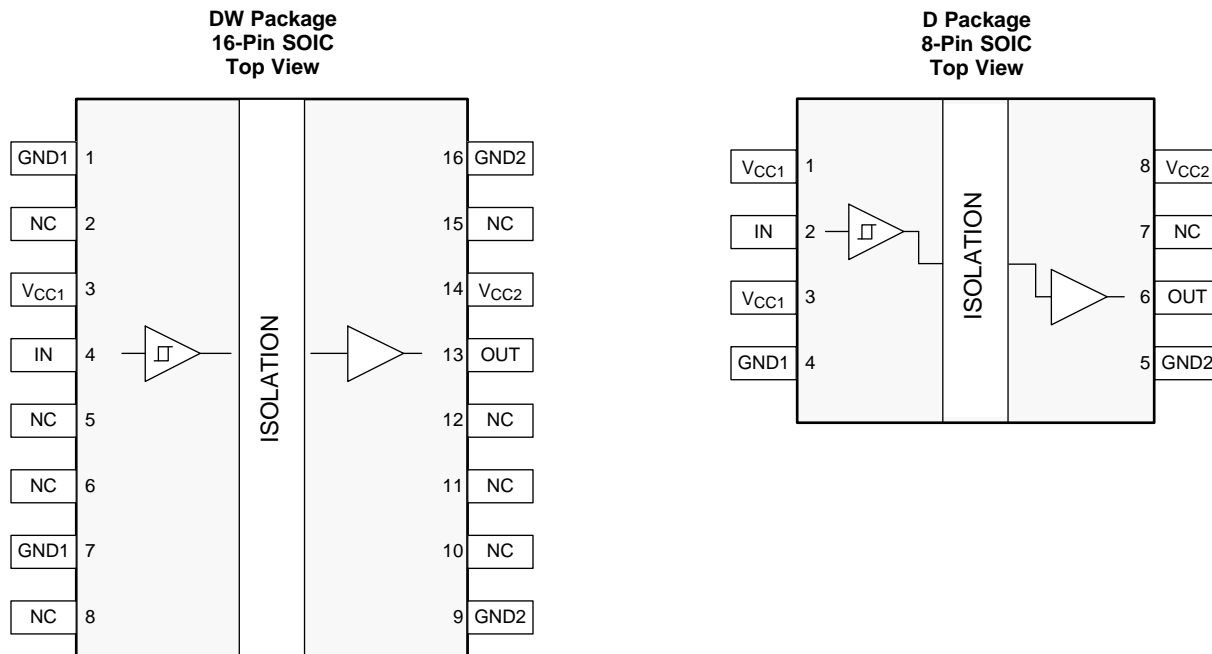 DW Package
16-Pin SOIC
Top View
GND1 1
NC 2
VCC1 3
IN 4
NC 5
NC 6
GND1 7
NC 8
ISOLATION
16 GND2
15 NC
14 VCC2
13 OUT
12 NC
11 NC
10 NC
9 GND2
D Package
8-Pin SOIC
Top View
VCC1 1
IN 2
VCC1 3
GND1 4
ISOLATION
8 VCC2
7 NC
6 OUT
5 GND2